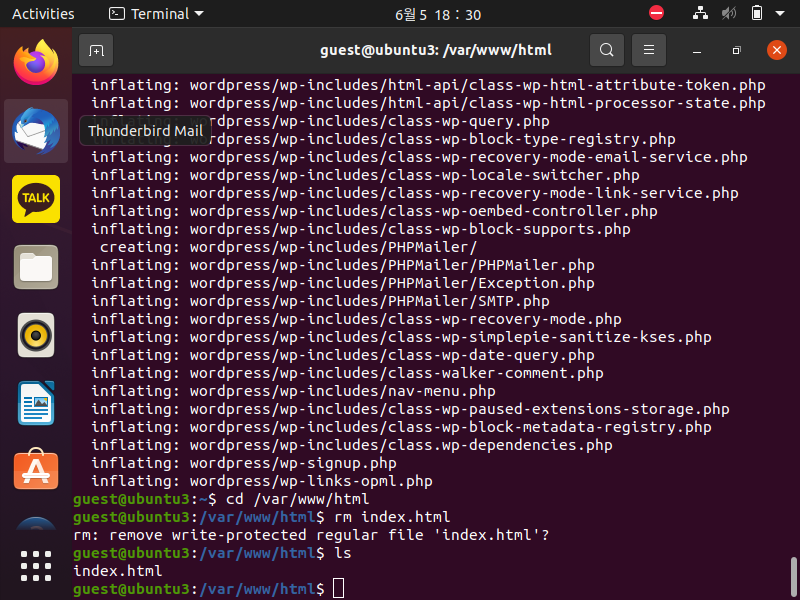 Activities
Terminal
6월 5 18 : 30
guest@ubuntu3: /var/www/html
inflating: wordpress/wp-includes/html-api/class-wp-html-attribute-token.php
inflating: wordpress/wp-includes/html-api/class-wp-html-processor-state.php
rdpress/wp-includes/class-wp-query.php
Thunderbird Mail
inflating: wordpress/wp-includes/class-wp-block-type-registry.php
inflating: wordpress/wp-includes/class-wp-recovery-mode-email-service.php
inflating: wordpress/wp-includes/class-wp-locale-switcher.php
TALK
inflating: wordpress/wp-includes/class-wp-recovery-mode-link-service.php
inflating: wordpress/wp-includes/class-wp-oembed-controller.php
inflating: wordpress/wp-includes/class-wp-block-supports.php
creating: wordpress/wp-includes/PHPMailer/
inflating: wordpress/wp-includes/PHPMailer/PHPMailer.php
inflating: wordpress/wp-includes/PHPMailer/Exception.php
inflating: wordpress/wp-includes/PHPMailer/SMTP.php
inflating: wordpress/wp-includes/class-wp-recovery-mode.php
inflating: wordpress/wp-includes/class-wp-simplepie-sanitize-kses.php
inflating: wordpress/wp-includes/class-wp-date-query.php
inflating: wordpress/wp-includes/class-walker-comment.php
inflating: wordpress/wp-includes/nav-menu.php
inflating: wordpress/wp-includes/class-wp-paused-extensions-storage.php
inflating: wordpress/wp-includes/class-wp-block-metadata-registry.php
inflating: wordpress/wp-includes/class.wp-dependencies.php
inflating: wordpress/wp-signup.php
inflating: wordpress/wp-links-opml.php
guest@ubuntu3:~$ cd /var/www/html
guest@ubuntu3:/var/www/html$ rm index.html
rm: remove write-protected regular file 'index.html'?
guest@ubuntu3:/var/www/html$ ls
index.html
guest@ubuntu3:/var/www/html$